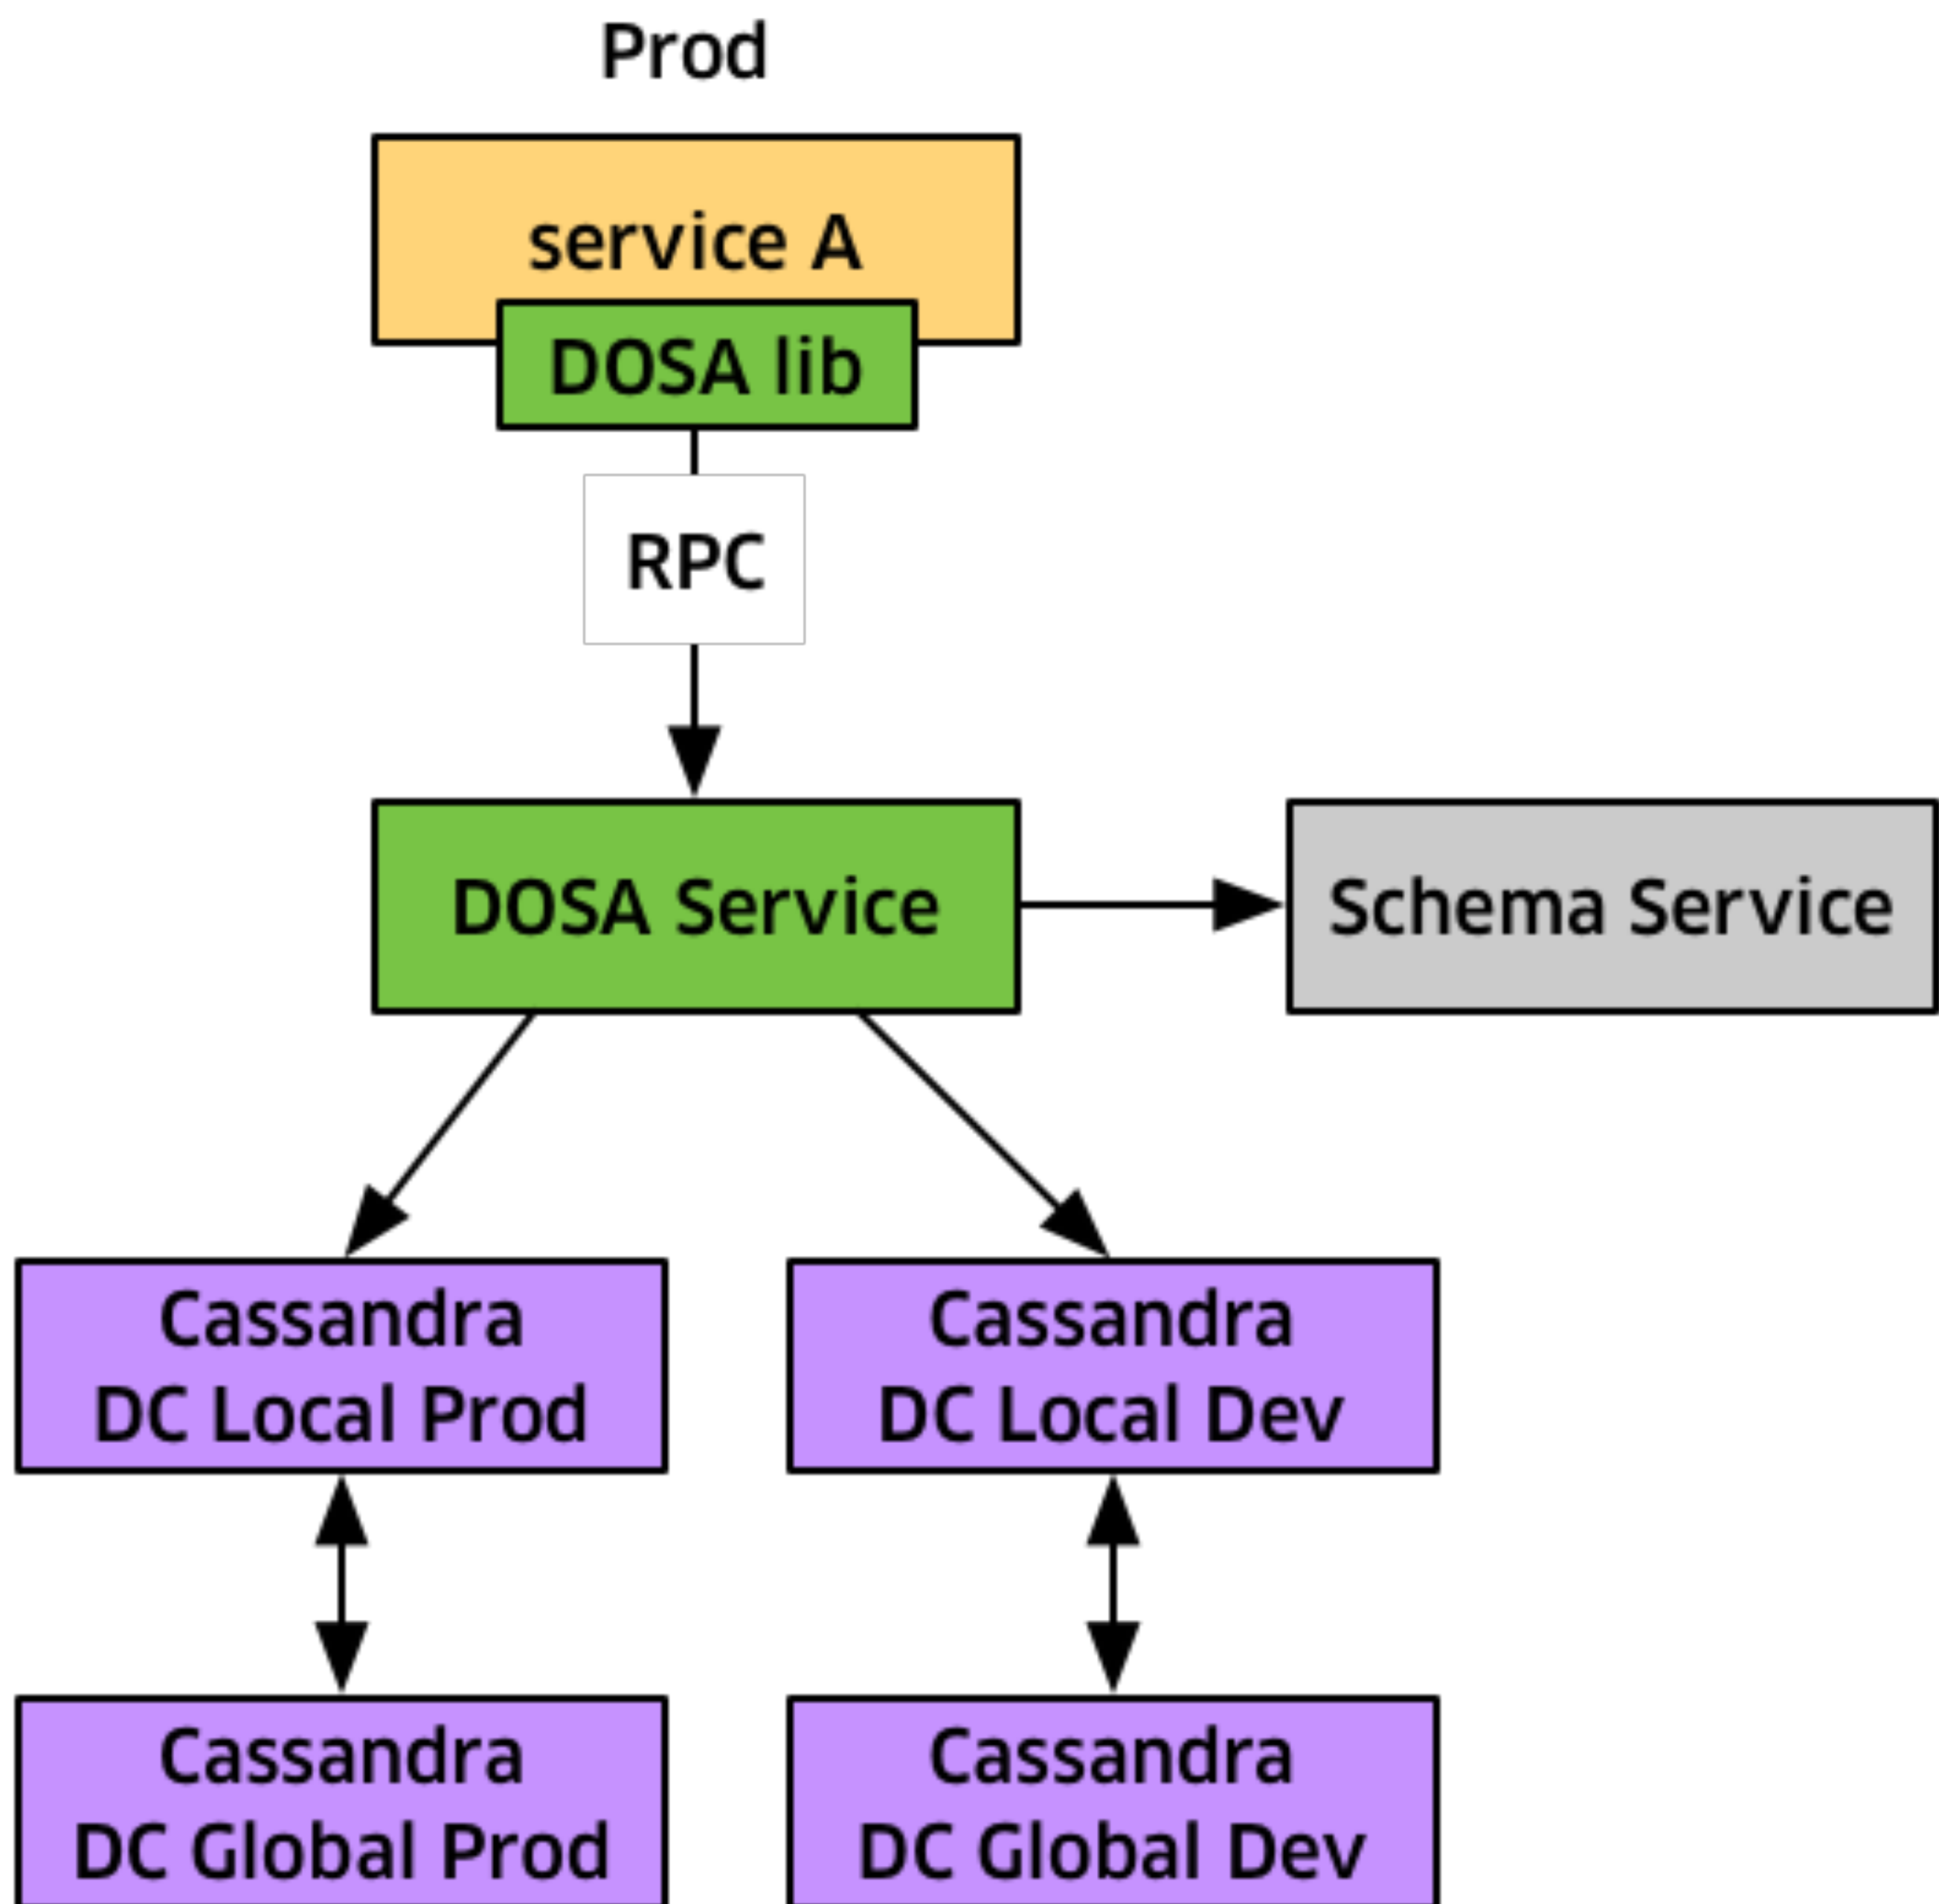 Prod
service A
DOSA lib
RPC
DOSA Service
Schema Service
Cassandra
DC Local Prod
Cassandra
DC Local Dev
Cassandra
DC Global Prod
Cassandra
DC Global Dev